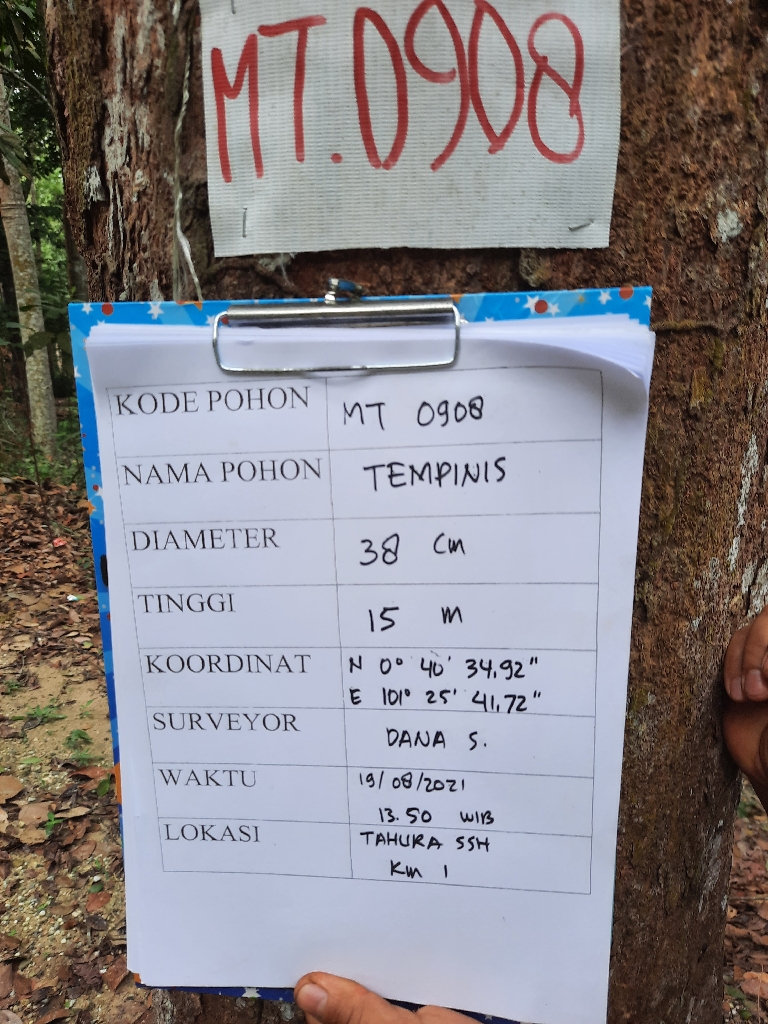 MT.0908
KODE POHON MT 0908
NAMA POHON TEMPINIS
DIAMETER 38 Cm
TINGGI 15 m
KOORDINAT N 0° 40' 34,92"
E 101° 25' 41,72"
SURVEYOR DANA S.
WAKTU 19/08/2021
13.50 WIB
LOKASI TAHURA SSH
Km 1